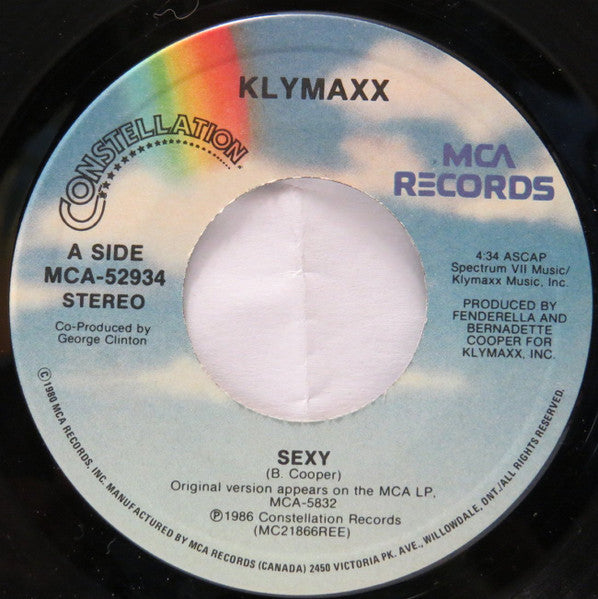 KLYMAXX
CONSTELLATION
MCA
RECORDS
A SIDE
MCA-52934
STEREO
Co-Produced by
George Clinton
4:34 ASCAP
Spectrum VII Music/
Klymaxx Music, Inc.
PRODUCED BY
FENDERELLA AND
BERNADETTE
COOPER FOR
KLYMAXX, INC.
SEXY
(B. Cooper)
Original version appears on the MCA LP,
MCA-5832
Ⓟ1986 Constellation Records
(MC21866REE)
©1980 MCA RECORDS, INC. MANUFACTURED BY MCA RECORDS (CANADA) 2450 VICTORIA PK. AVE., WILLOWDALE, ONT./ALL RIGHTS RESERVED.